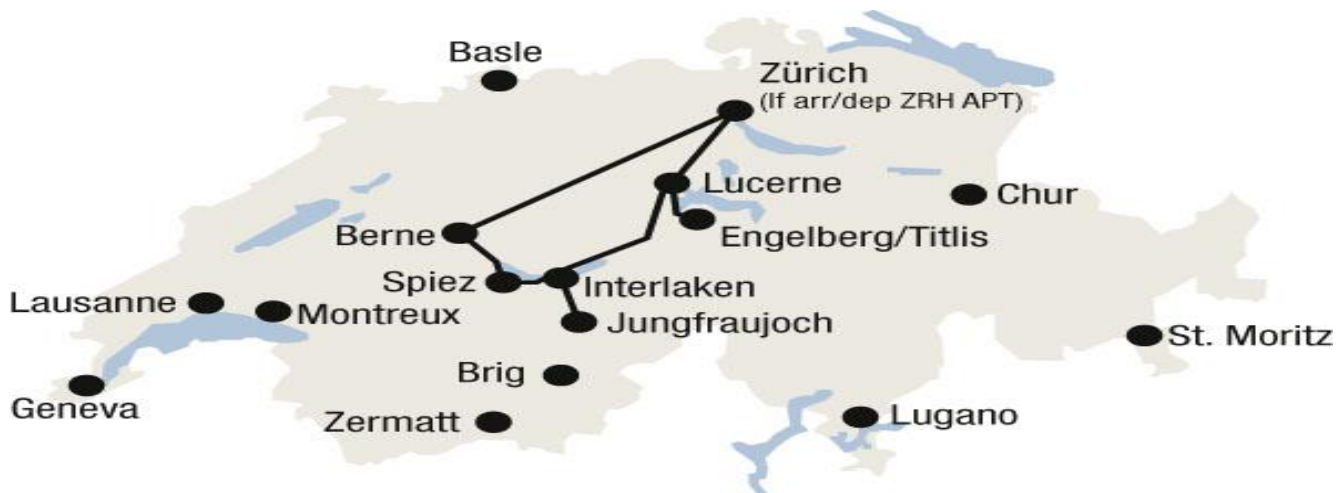 Basle
Zürich
(If arr/dep ZRH APT)
Lucerne
Chur
Berne
Engelberg/Titlis
Spiez
Interlaken
Lausanne
Montreux
Jungfraujoch
St. Moritz
Brig
Geneva
Zermatt
Lugano